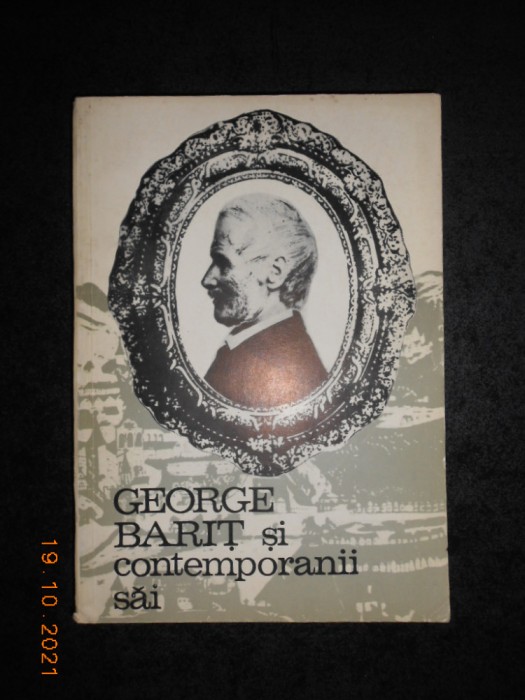 GEORGE
BARIȚ și
contemporanii
săi
19.10.2021